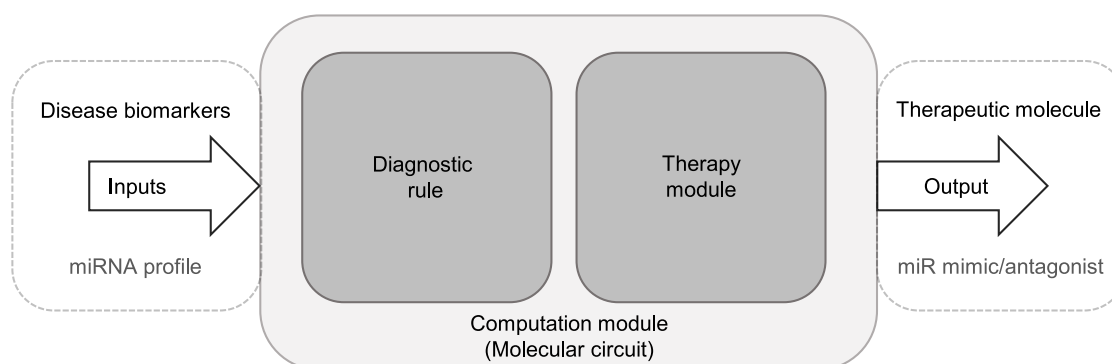 Disease biomarkers
Inputs
miRNA profile
Diagnostic
rule
Therapy
module
Computation module
(Molecular circuit)
Therapeutic molecule
Output
miR mimic/antagonist